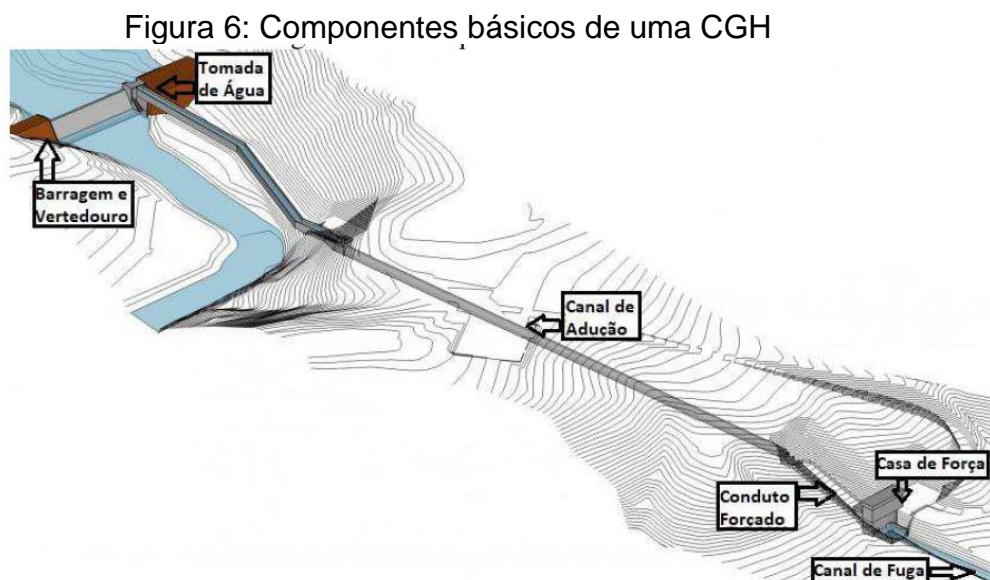 Figura 6: Componentes básicos de uma CGH
Tomada
de Água
Barragem e
Vertedouro
Canal de
Adução
Casa de Força
Conduto
Forçado
Canal de Fuga